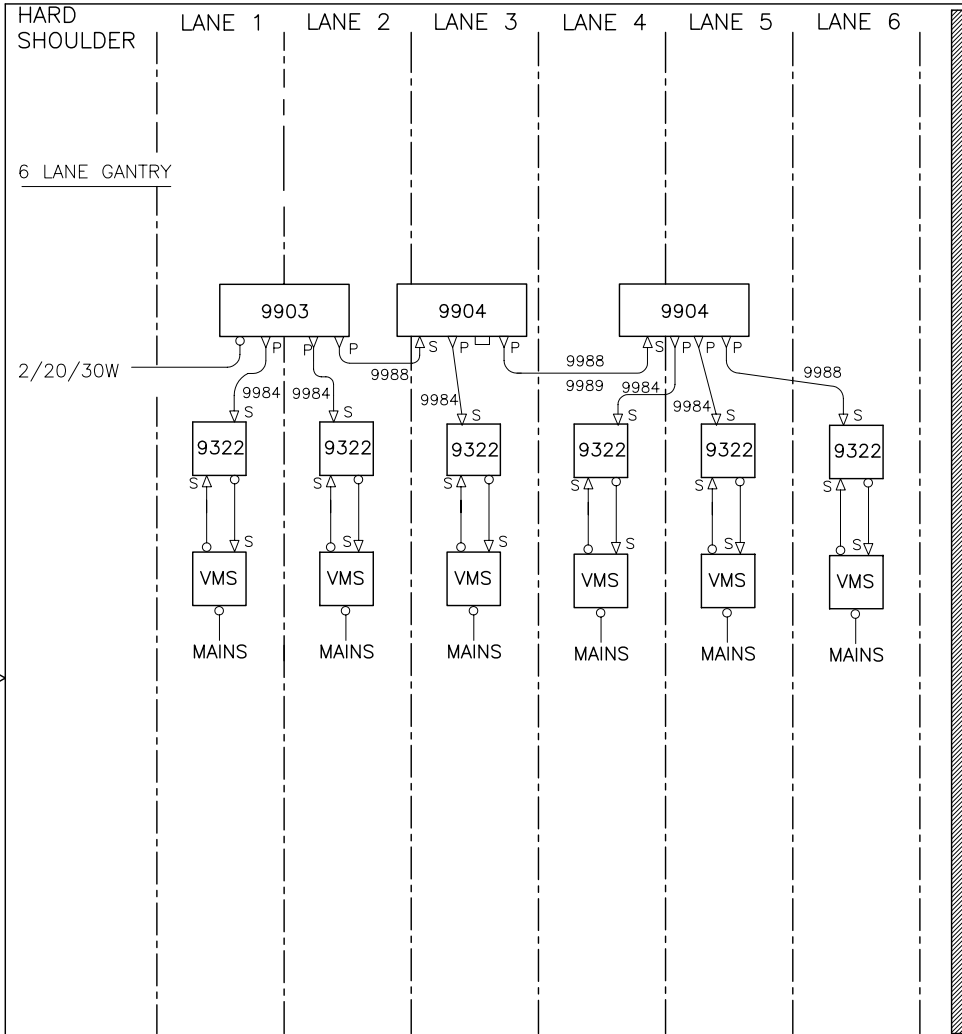 HARD
SHOULDER
LANE 1 LANE 2 LANE 3 LANE 4 LANE 5 LANE 6
6 LANE GANTRY
9903 9904 9904
P P P S P P S P P P
2/20/30W
9988 9988 9988
9989
9984 9984 9984 9984 9984
S S S S S S
9322 9322 9322 9322 9322 9322
S S S S S S
S S S S S S
VMS VMS VMS VMS VMS VMS
MAINS MAINS MAINS MAINS MAINS MAINS